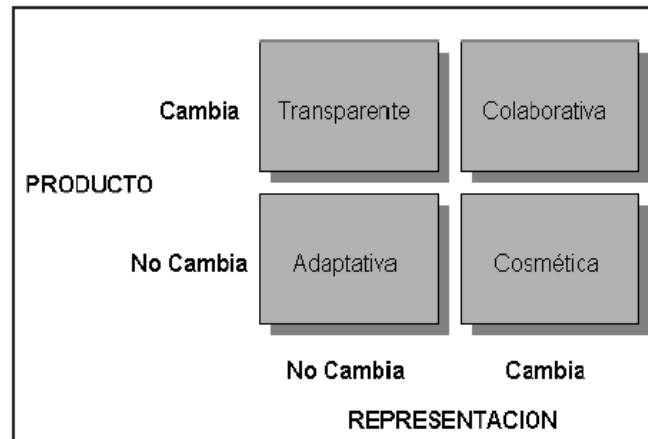 Cambia Transparente Colaborativa
PRODUCTO
No Cambia Adaptativa Cosmética
No Cambia Cambia
REPRESENTACION